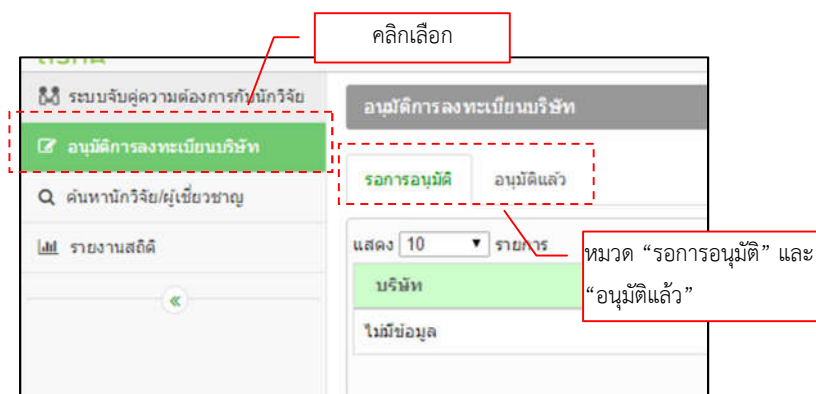 คลิกเลือก
ระบบจับคู่ความต้องการกับนักวิจัย
อนุมัติการลงทะเบียนบริษัท
ค้นหานักวิจัย/ผู้เชี่ยวชาญ
รายงานสถิติ
อนุมัติการลงทะเบียนบริษัท
รอการอนุมัติ อนุมัติแล้ว
แสดง 10 รายการ
บริษัท
ไม่มีข้อมูล
หมวด “รอการอนุมัติ” และ
“อนุมัติแล้ว”